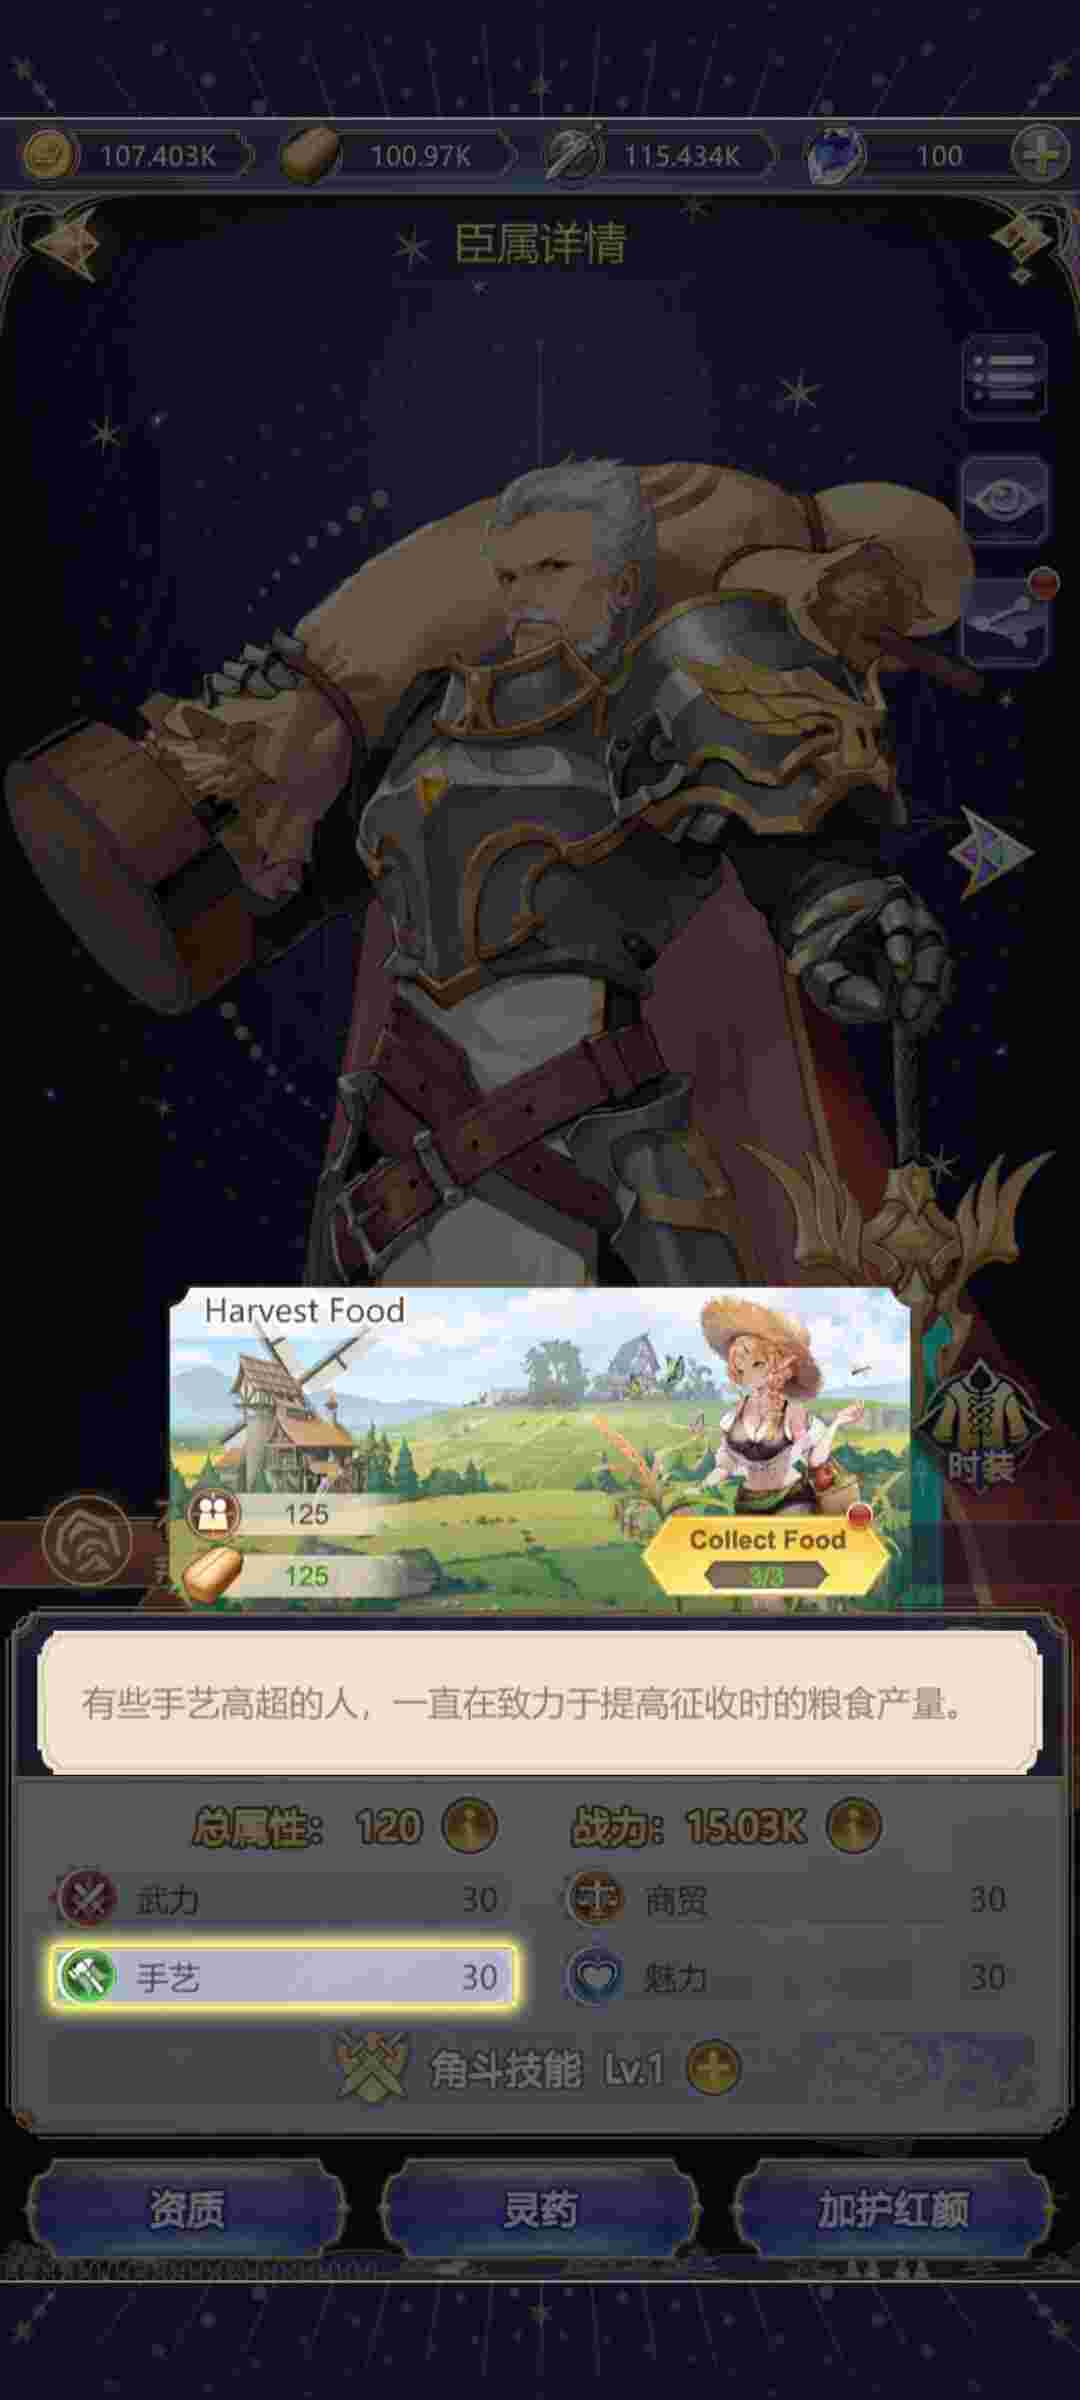 107.403K
100.97K
115.434K
100
臣属详情
Harvest Food
125
125
Collect Food
3/3
时装
有些手艺高超的人，一直在致力于提高征收时的粮食产量。
总属性： 120
战力： 15.03K
武力 30
商贸 30
手艺 30
魅力 30
角斗技能 Lv.1
资质
灵药
加护红颜